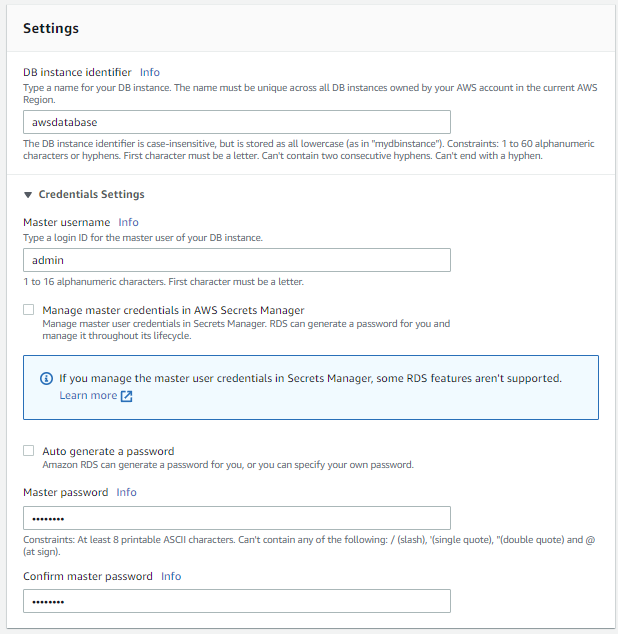 Settings
DB instance identifier Info
Type a name for your DB instance. The name must be unique across all DB instances owned by your AWS account in the current AWS
Region.
awsdatabase
The DB instance identifier is case-insensitive, but is stored as all lowercase (as in "mydbinstance"). Constraints: 1 to 60 alphanumeric
characters or hyphens. First character must be a letter. Can't contain two consecutive hyphens. Can't end with a hyphen.
▼ Credentials Settings
Master username Info
Type a login ID for the master user of your DB instance.
admin
1 to 16 alphanumeric characters. First character must be a letter.
Manage master credentials in AWS Secrets Manager
Manage master user credentials in Secrets Manager. RDS can generate a password for you and
manage it throughout its lifecycle.
If you manage the master user credentials in Secrets Manager, some RDS features aren't supported.
Learn more
Auto generate a password
Amazon RDS can generate a password for you, or you can specify your own password.
Master password Info
••••••••
Constraints: At least 8 printable ASCII characters. Can't contain any of the following: / (slash), '(single quote), "(double quote) and @
(at sign).
Confirm master password Info
••••••••